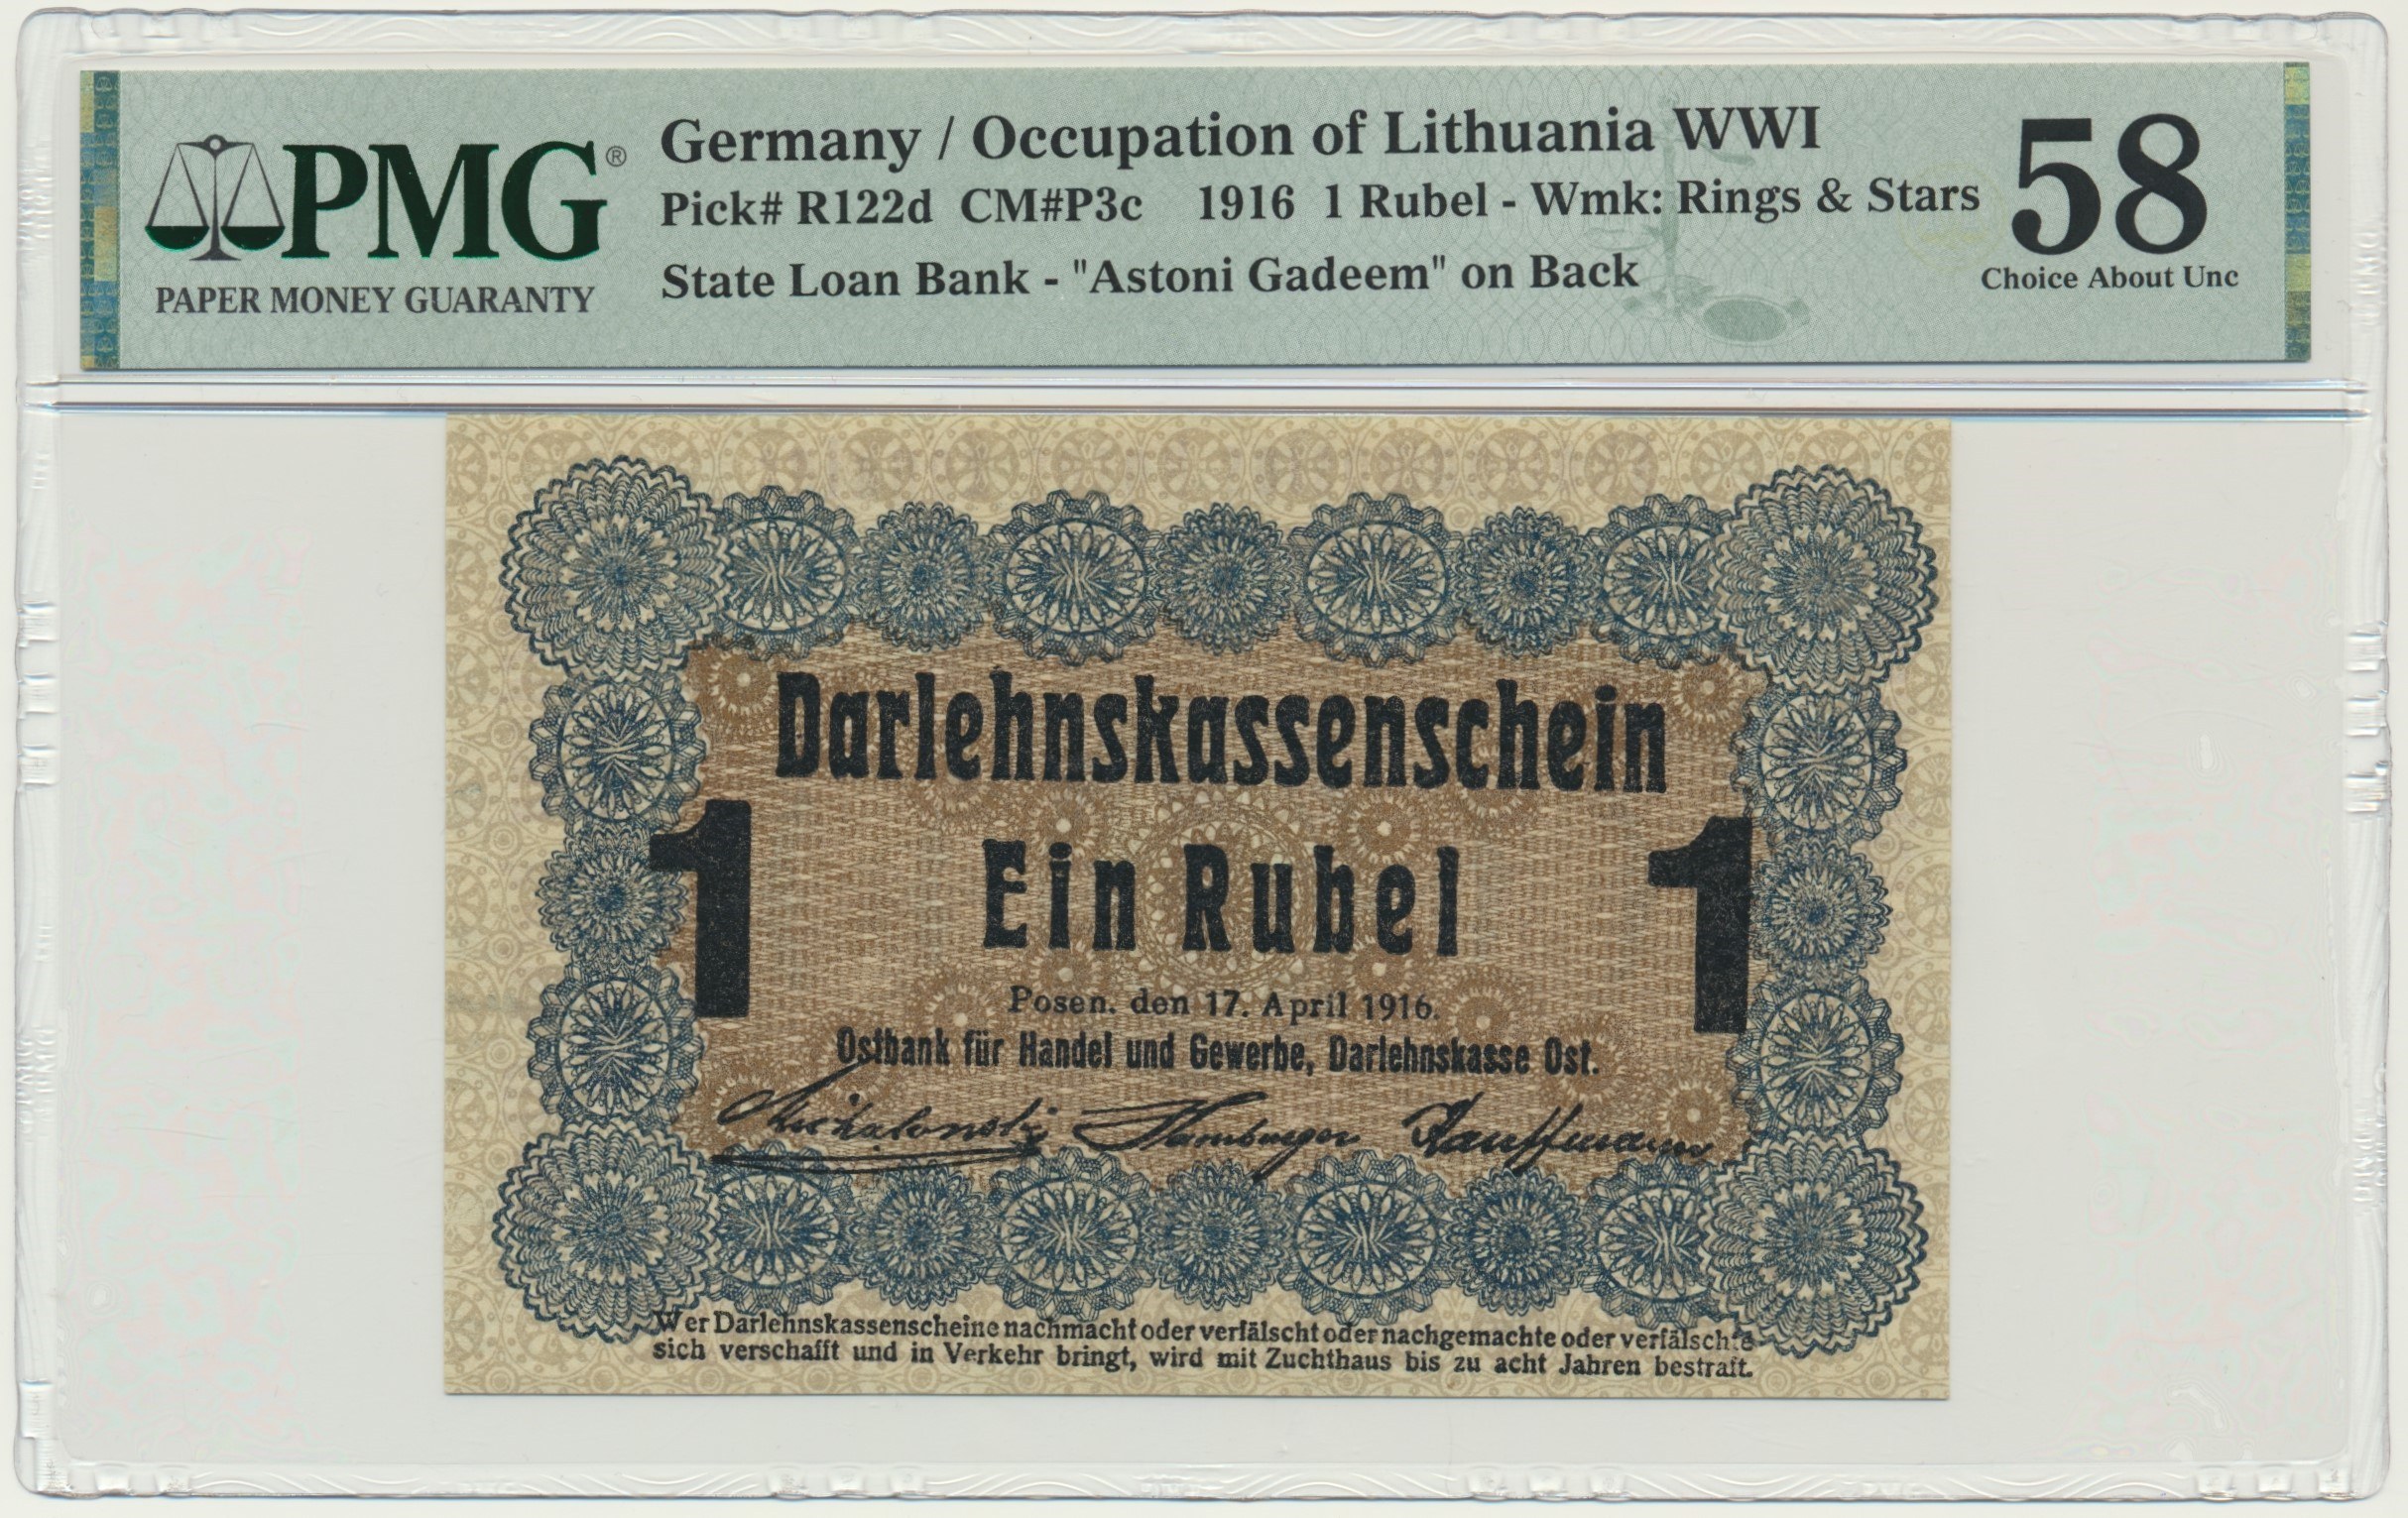 PMG®
PAPER MONEY GUARANTY
Germany / Occupation of Lithuania WWI
Pick# R122d CM#P3c 1916 1 Rubel - Wmk: Rings & Stars
State Loan Bank - "Astoni Gadeem" on Back
58
Choice About Unc
Darlehnskassenschein
1 Ein Rubel 1
Posen. den 17. April 1916.
Ostbank für Handel und Gewerbe, Darlehnskasse Ost.
Michalowsky Hamburger Kauffmann
Wer Darlehnskassenscheine nachmacht oder verfälscht oder nachgemachte oder verfälschte
sich verschafft und in Verkehr bringt, wird mit Zuchthaus bis zu acht Jahren bestraft.